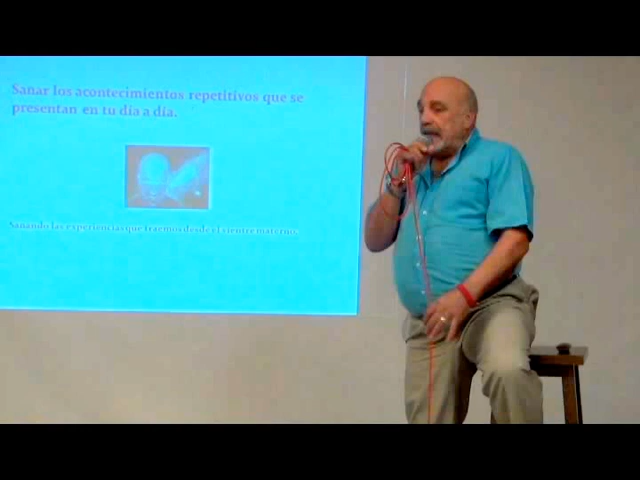 Sanar los acontecimientos repetitivos que se
presentan en tu día a día.
Sanando las experiencias que traemos desde el vientre materno.